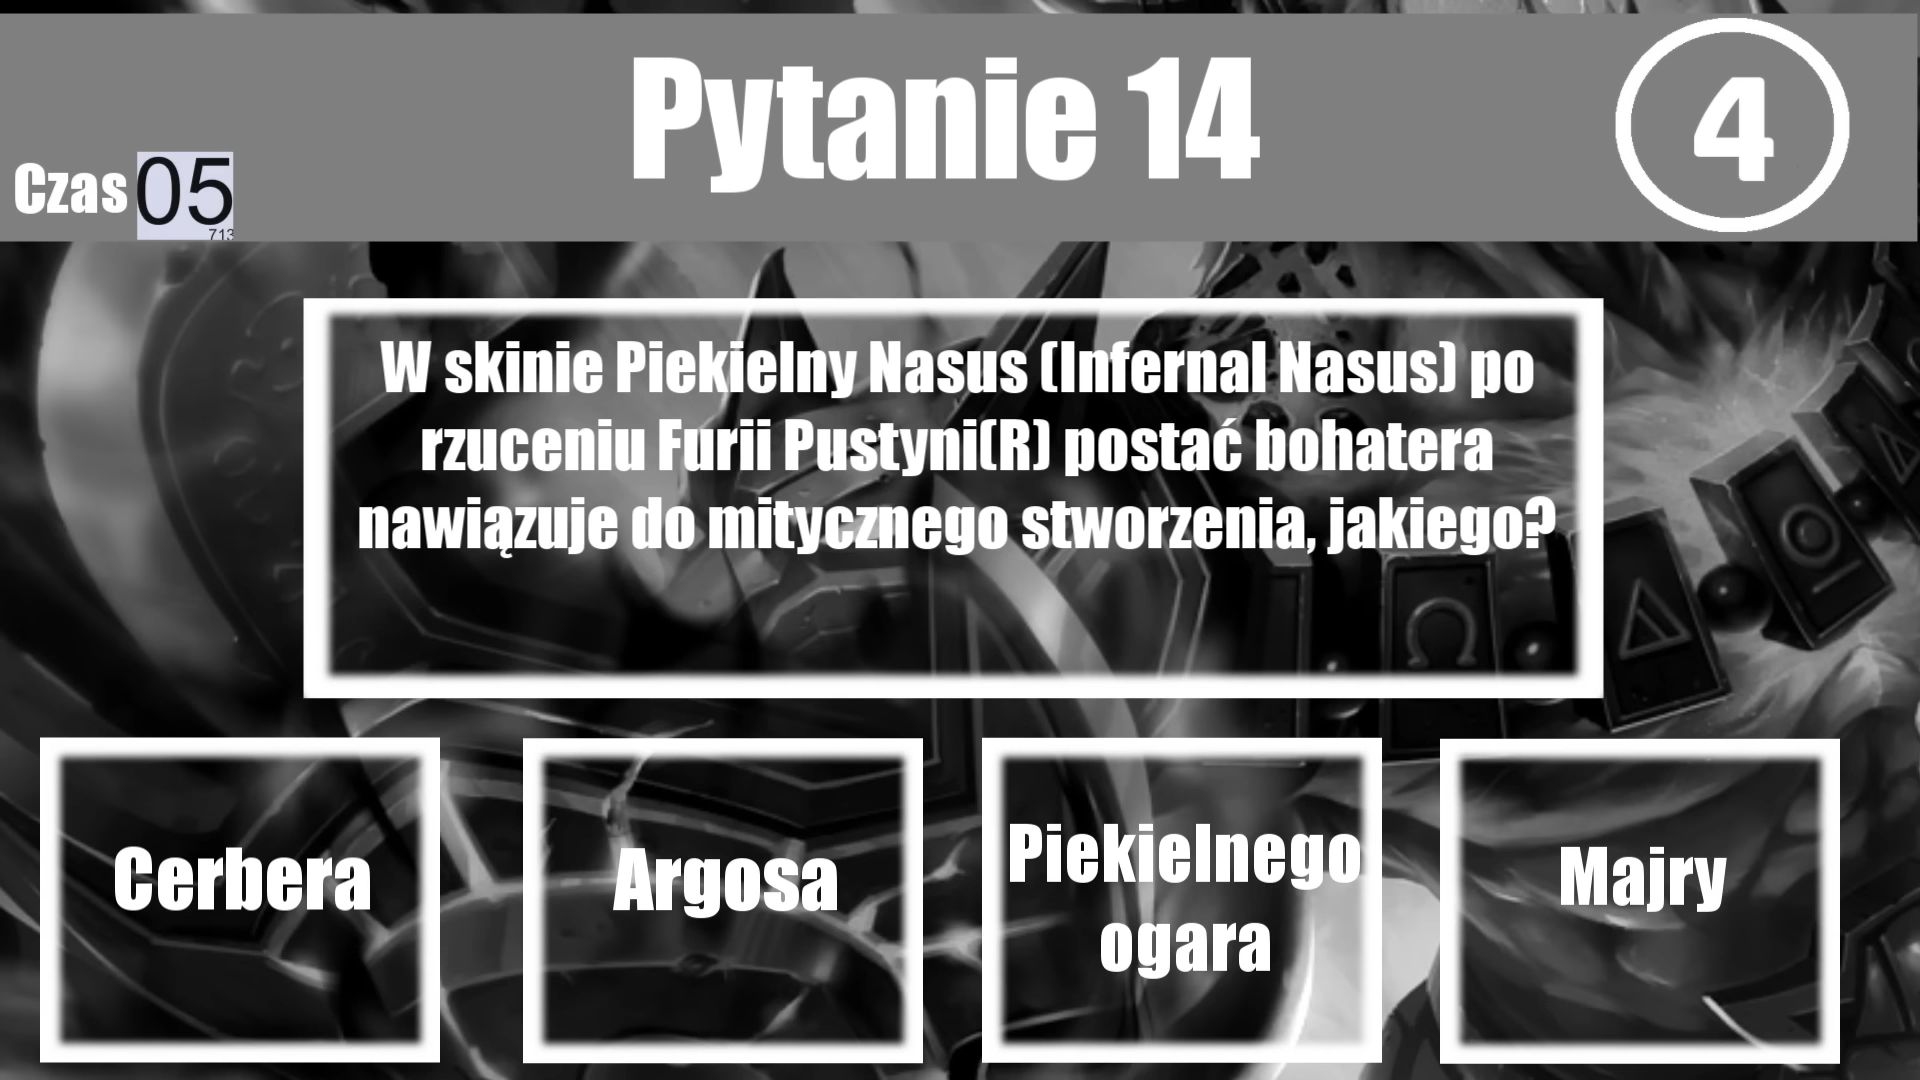 Pytanie 14
4
Czas 05
713
W skinie Piekielny Nasus (Infernal Nasus) po
rzuceniu Furii Pustyni(R) postać bohatera
nawiązuje do mitycznego stworzenia, jakiego?
Cerbera
Argosa
Piekielnego
ogara
Majry